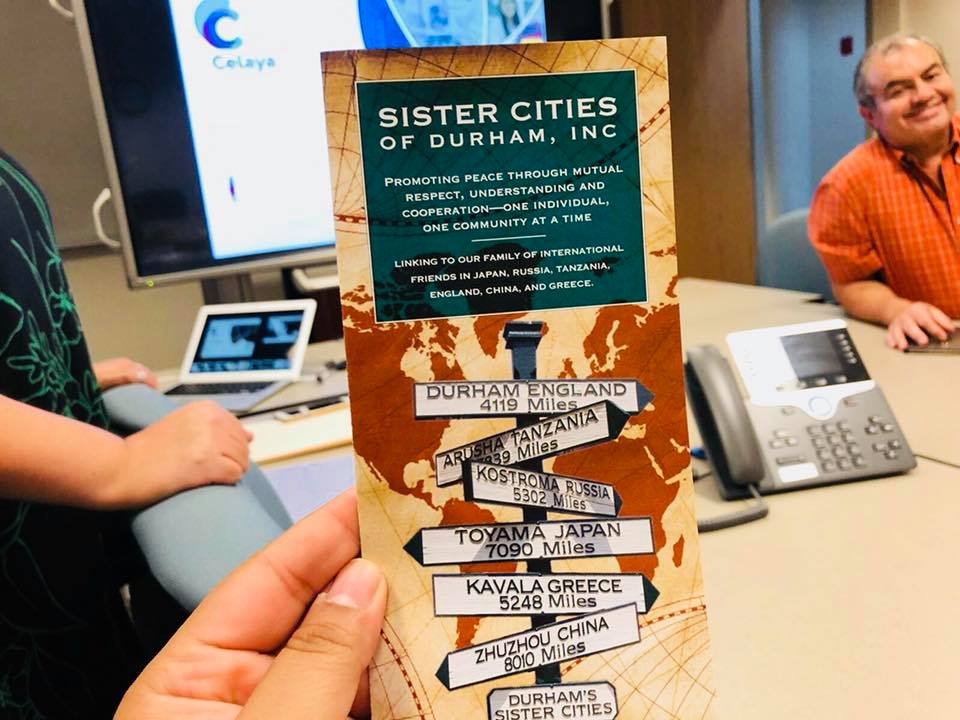 Celaya
SISTER CITIES
OF DURHAM, INC
PROMOTING PEACE THROUGH MUTUAL
RESPECT, UNDERSTANDING AND
COOPERATION—ONE INDIVIDUAL,
ONE COMMUNITY AT A TIME
LINKING TO OUR FAMILY OF INTERNATIONAL
FRIENDS IN JAPAN, RUSSIA, TANZANIA,
ENGLAND, CHINA, AND GREECE.
DURHAM ENGLAND
4119 Miles
ARUSHA TANZANIA
Miles
KOSTROMA RUSSIA
5302 Miles
TOYAMA JAPAN
7090 Miles
KAVALA GREECE
5248 Miles
ZHUZHOU CHINA
8010 Miles
DURHAM'S
SISTER CITIES